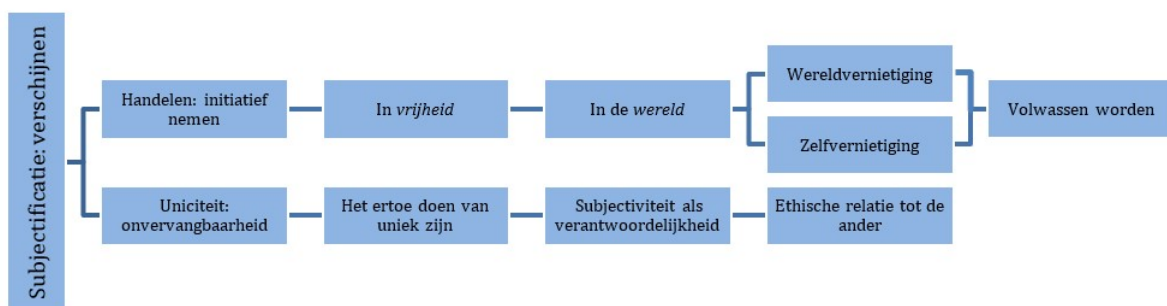 Subjectificatie: verschijnen
Handelen: initiatief
nemen
In vrijheid
In de wereld
Wereldvernietiging
Zelfvernietiging
Volwassen worden
Uniciteit:
onvervangbaarheid
Het ertoe doen van
uniek zijn
Subjectiviteit als
verantwoordelijkheid
Ethische relatie tot de
ander